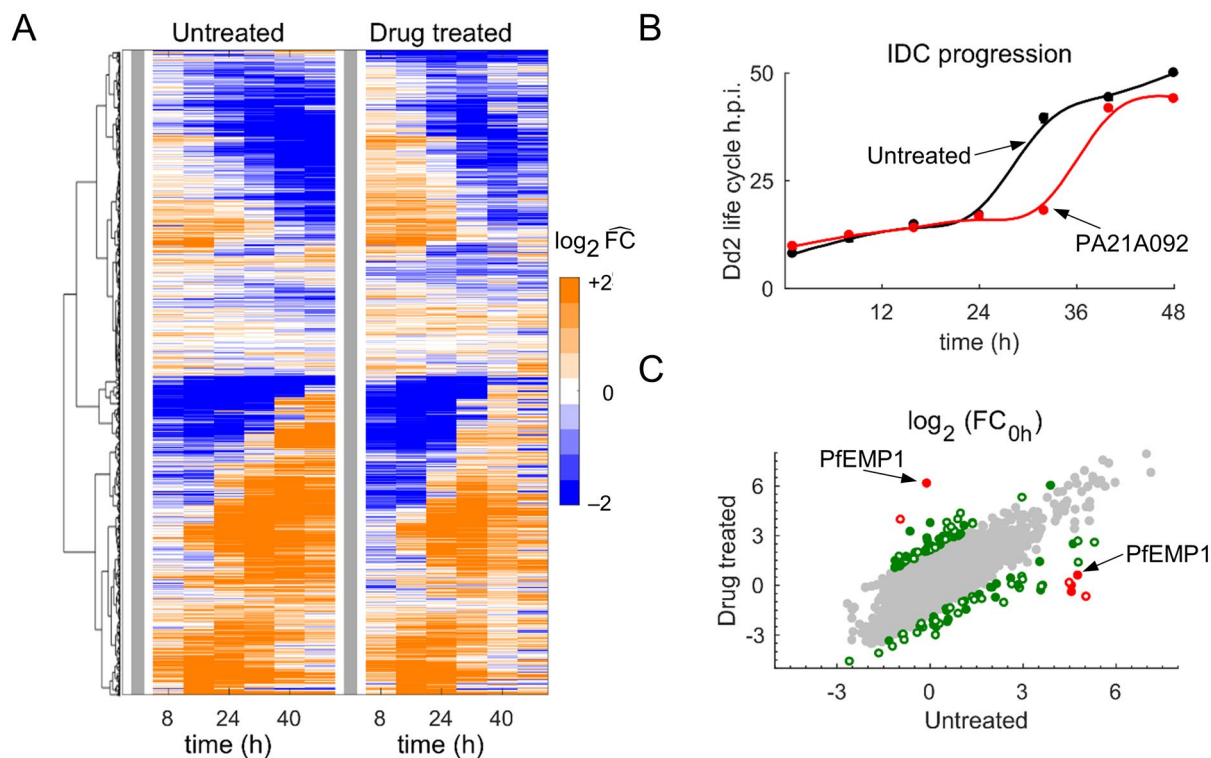 A
Untreated
Drug treated
log2 FC
+2
0
−2
8
24
40
time (h)
8
24
40
time (h)
B
IDC progression
Dd2 life cycle h.p.i.
50
25
0
Untreated
PA21A092
12
24
36
48
time (h)
C
log2 (FC0h)
PfEMP1
PfEMP1
Drug treated
6
3
0
-3
-3
0
3
6
Untreated